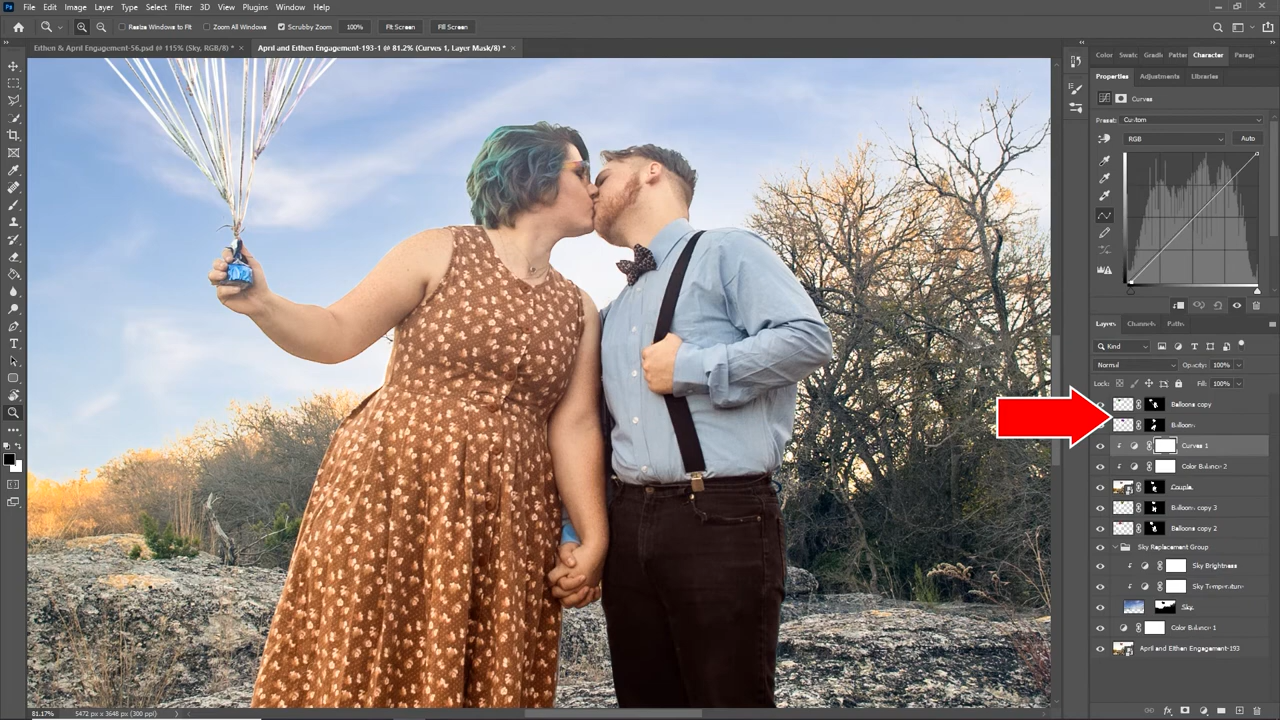 Ps File Edit Image Layer Type Select Filter 3D View Plugins Window Help
Resize Windows to Fit Zoom All Windows Scrubby Zoom 100% Fit Screen Fill Screen
Eithen & April Engagement-56.psd @ 115% (Sky, RGB/8) * × April and Eithen Engagement-193-1 @ 81.2% (Curves 1, Layer Mask/8) * ×
Color Swatc Gradi Patter Character Parag
Properties Adjustments Libraries
Curves
Preset: Custom
RGB Auto
Layers Channels Paths
Kind
Normal Opacity: 100%
Lock: Fill: 100%
Balloons copy
Balloons
Curves 1
Color Balance 2
Couple
Balloons copy 3
Balloons copy 2
Sky Replacement Group
Sky Brightness
Sky Temperature
Sky
Color Balance 1
April and Eithen Engagement-193
81.17% 5472 px x 3648 px (300 ppi)
fx